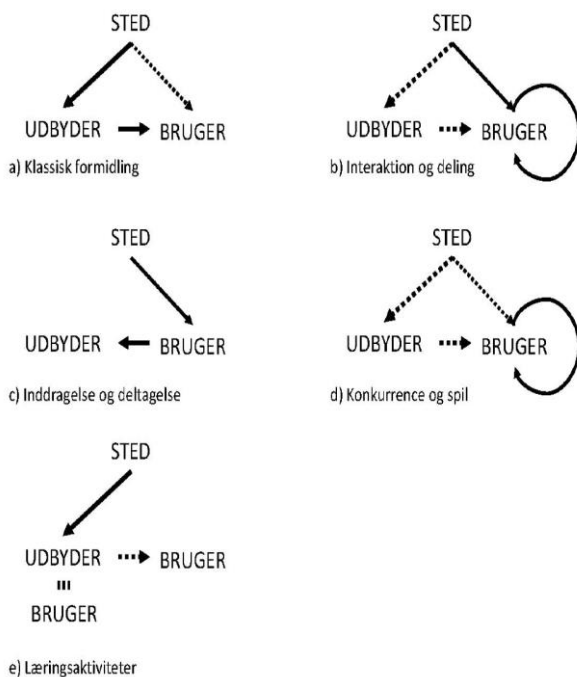 STED
UDBYDER BRUGER
a) Klassisk formidling
STED
UDBYDER BRUGER
b) Interaktion og deling
STED
UDBYDER BRUGER
c) Inddragelse og deltagelse
STED
UDBYDER BRUGER
d) Konkurrence og spil
STED
UDBYDER BRUGER
BRUGER
e) Læringsaktiviteter